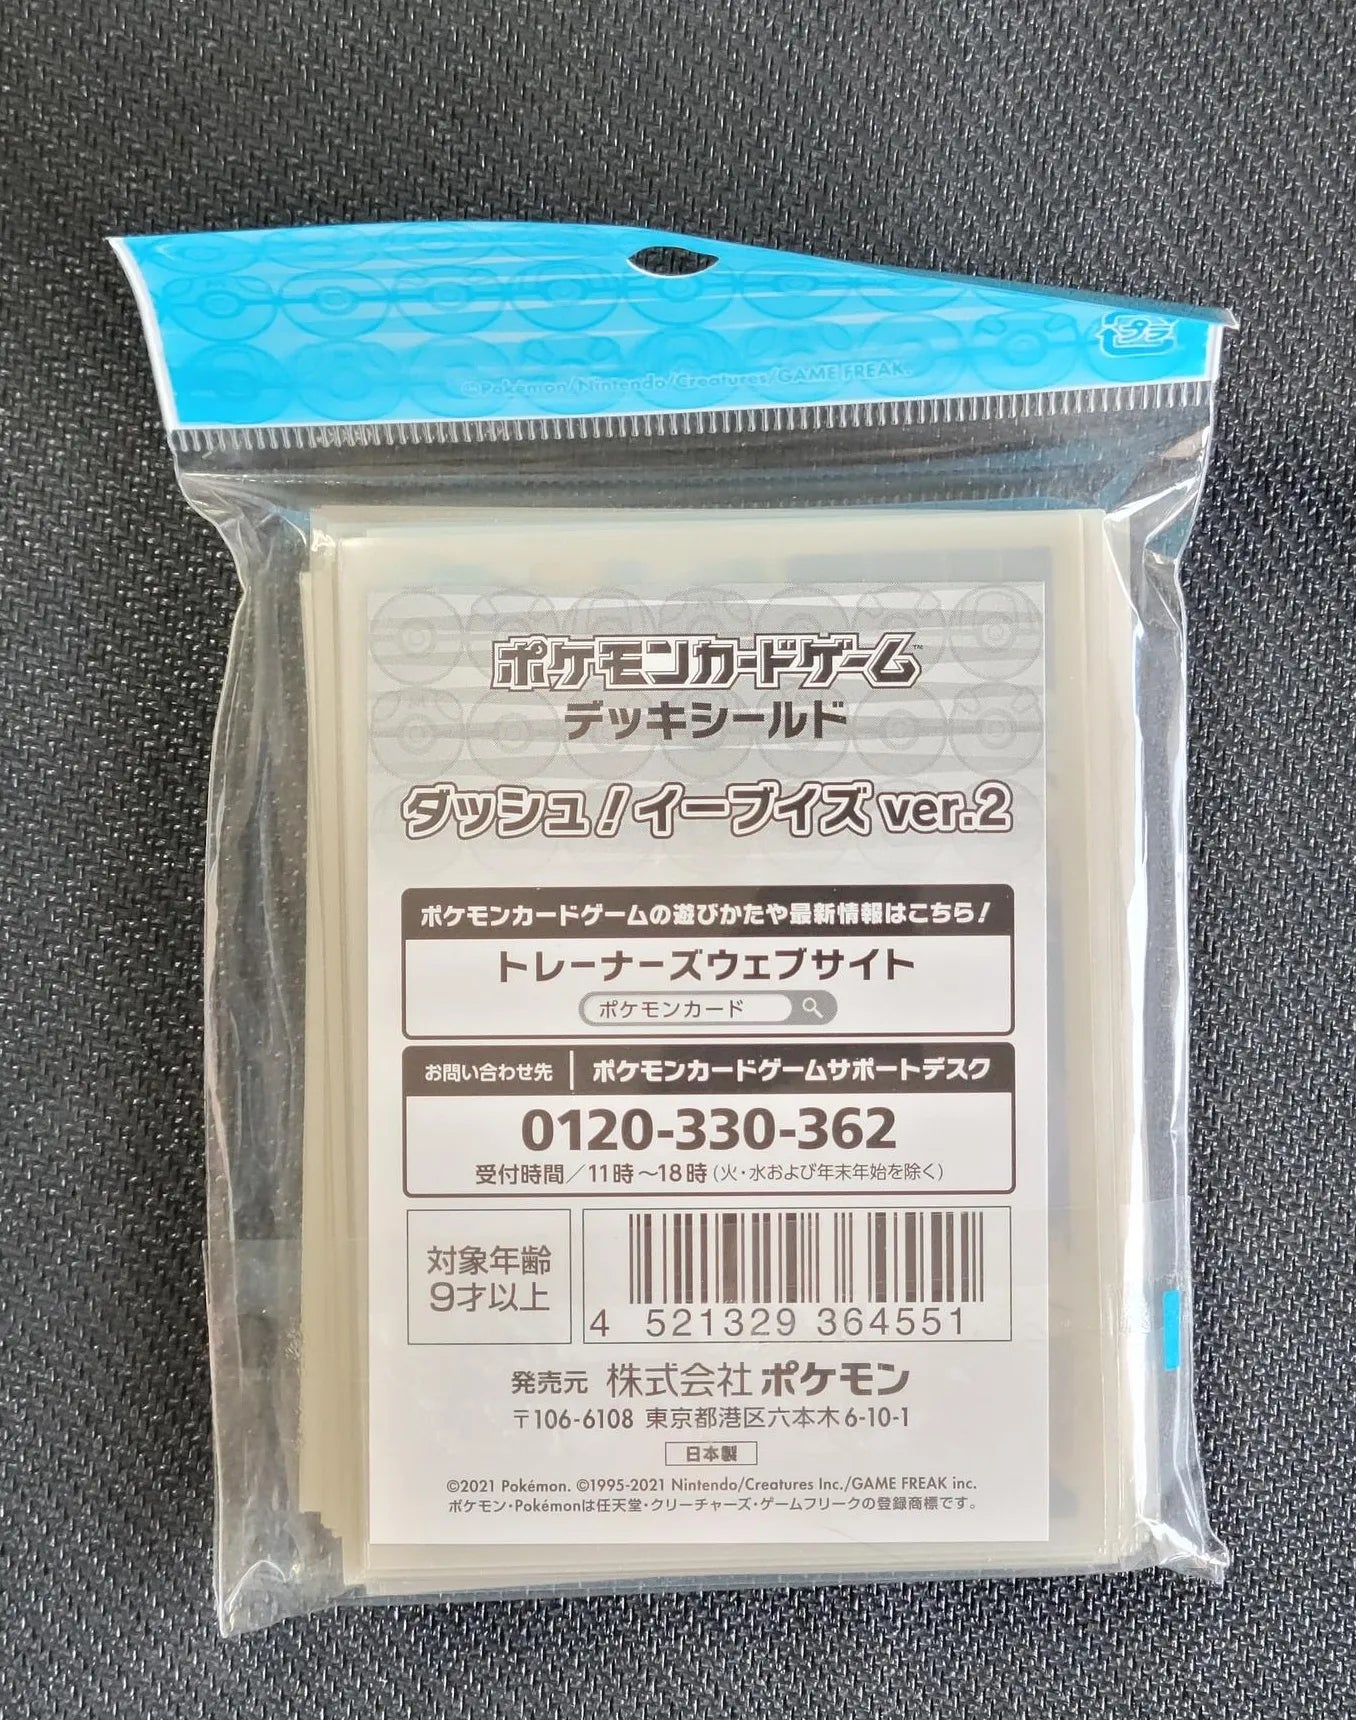 プラ
©Pokémon/Nintendo/Creatures/GAME FREAK.
ポケモンカードゲーム™
デッキシールド
ダッシュ!イーブイズ ver.2
ポケモンカードゲームの遊びかたや最新情報はこちら!
トレーナーズウェブサイト
ポケモンカード
お問い合わせ先 ポケモンカードゲームサポートデスク
0120-330-362
受付時間/11時~18時(火・水および年末年始を除く)
対象年齢
9才以上
4 521329 364551
発売元 株式会社ポケモン
〒106-6108 東京都港区六本木6-10-1
日本製
©2021 Pokémon. ©1995-2021 Nintendo/Creatures Inc./GAME FREAK inc.
ポケモン・Pokémonは任天堂・クリーチャーズ・ゲームフリークの登録商標です。